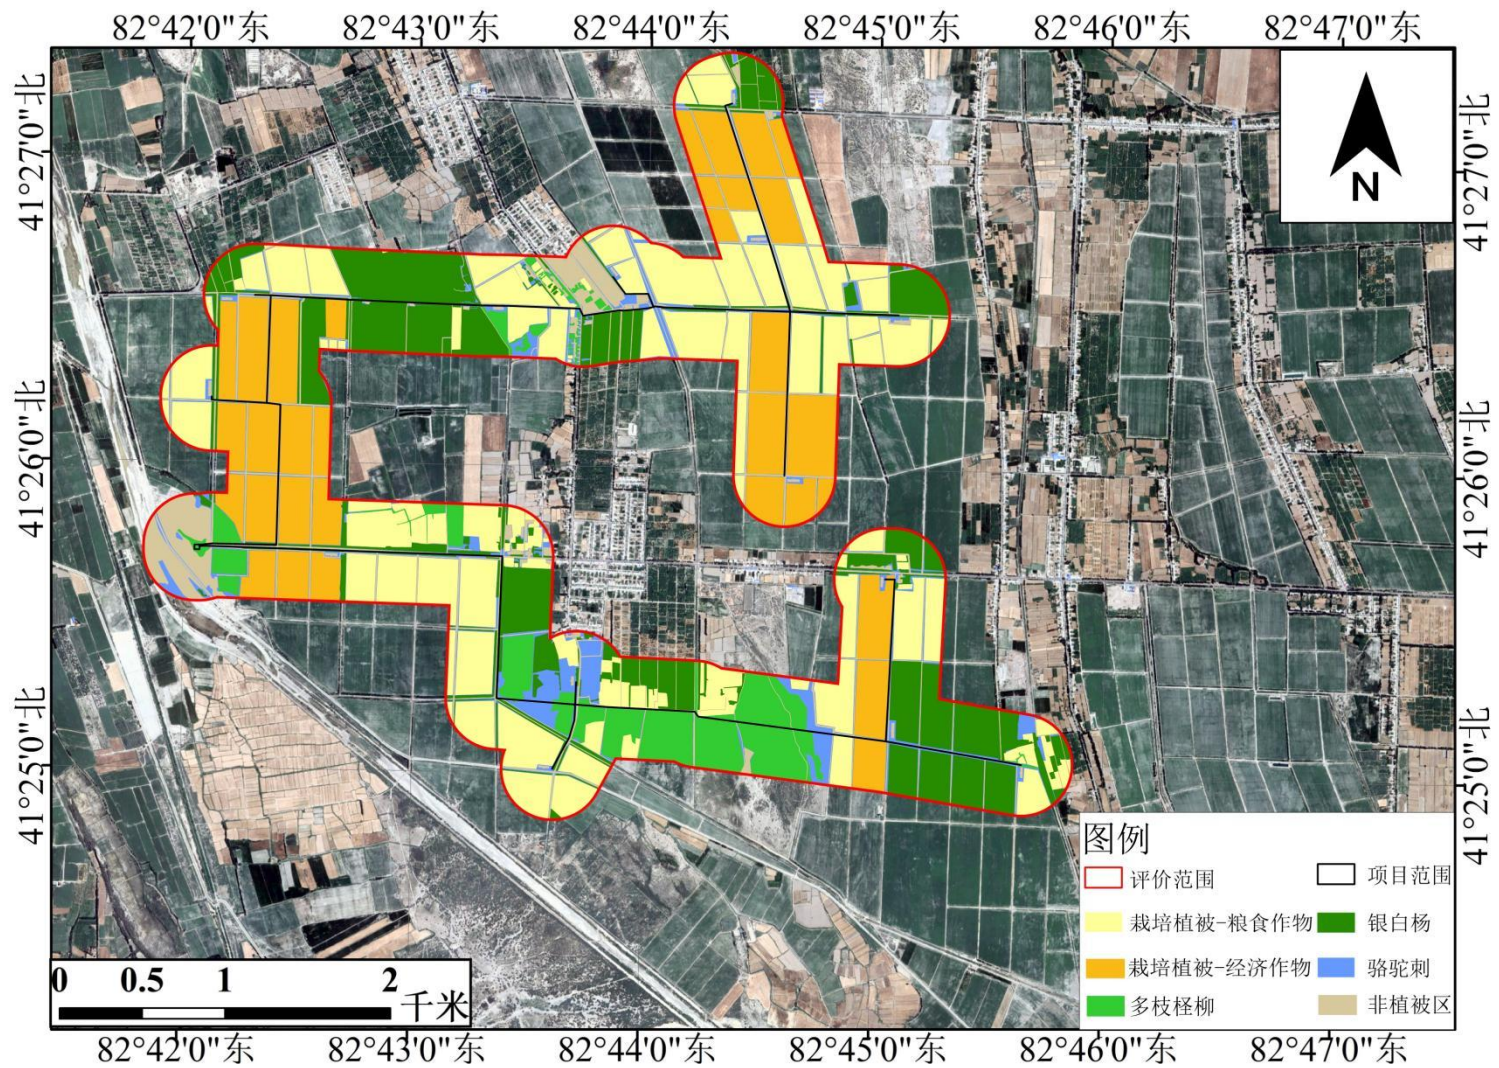 82°42'0"东 82°43'0"东 82°44'0"东 82°45'0"东 82°46'0"东 82°47'0"东
41°27'0"北 41°27'0"北
N
41°26'0"北 41°26'0"北
41°25'0"北 41°25'0"北
图例
评价范围 项目范围
栽培植被-粮食作物 银白杨
栽培植被-经济作物 骆驼刺
多枝柽柳 非植被区
0 0.5 1 2
千米
82°42'0"东 82°43'0"东 82°44'0"东 82°45'0"东 82°46'0"东 82°47'0"东